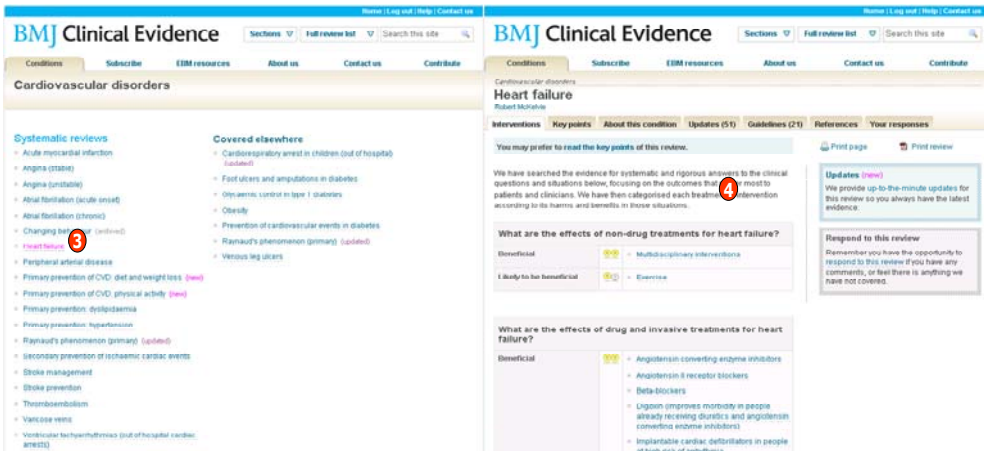 Home | Log out | Help | Contact us
BMJ Clinical Evidence
Sections
Full review list
Search this site
Conditions
Subscribe
EBM resources
About us
Contact us
Contribute
Cardiovascular disorders
Systematic reviews
Acute myocardial infarction
Angina (stable)
Angina (unstable)
Atrial fibrillation (acute onset)
Atrial fibrillation (chronic)
Changing behaviour (archived)
Heart failure
3
Peripheral arterial disease
Primary prevention of CVD: diet and weight loss (new)
Primary prevention of CVD: physical activity (new)
Primary prevention: dyslipidaemia
Primary prevention: hypertension
Raynaud's phenomenon (primary) (updated)
Secondary prevention of ischaemic cardiac events
Stroke management
Stroke prevention
Thromboembolism
Varicose veins
Ventricular tachyarrhythmias (out of hospital cardiac
arrests)
Covered elsewhere
Cardiorespiratory arrest in children (out of hospital)
(updated)
Foot ulcers and amputations in diabetes
Glycaemic control in type 1 diabetes
Obesity
Prevention of cardiovascular events in diabetes
Raynaud's phenomenon (primary) (updated)
Venous leg ulcers
Home | Log out | Help | Contact us
BMJ Clinical Evidence
Sections
Full review list
Search this site
Conditions
Subscribe
EBM resources
About us
Contact us
Contribute
Cardiovascular disorders
Heart failure
Robert McKelvie
Interventions
Key points
About this condition
Updates (51)
Guidelines (21)
References
Your responses
You may prefer to read the key points of this review.
Print page
Print review
We have searched the evidence for systematic and rigorous answers to the clinical
questions and situations below, focusing on the outcomes that most to
4
patients and clinicians. We have then categorised each treatment intervention
according to its harms and benefits in those situations.
What are the effects of non-drug treatments for heart failure?
Beneficial
Multidisciplinary interventions
Likely to be beneficial
Exercise
What are the effects of drug and invasive treatments for heart
failure?
Beneficial
Angiotensin converting enzyme inhibitors
Angiotensin II receptor blockers
Beta-blockers
Digoxin (improves morbidity in people
already receiving diuretics and angiotensin
converting enzyme inhibitors)
Implantable cardiac defibrillators in people
at high risk of arrhythmia
Updates (new)
We provide up-to-the-minute updates for
this review so you always have the latest
evidence.
Respond to this review
Remember you have the opportunity to
respond to this review if you have any
comments, or feel there is anything we
have not covered.